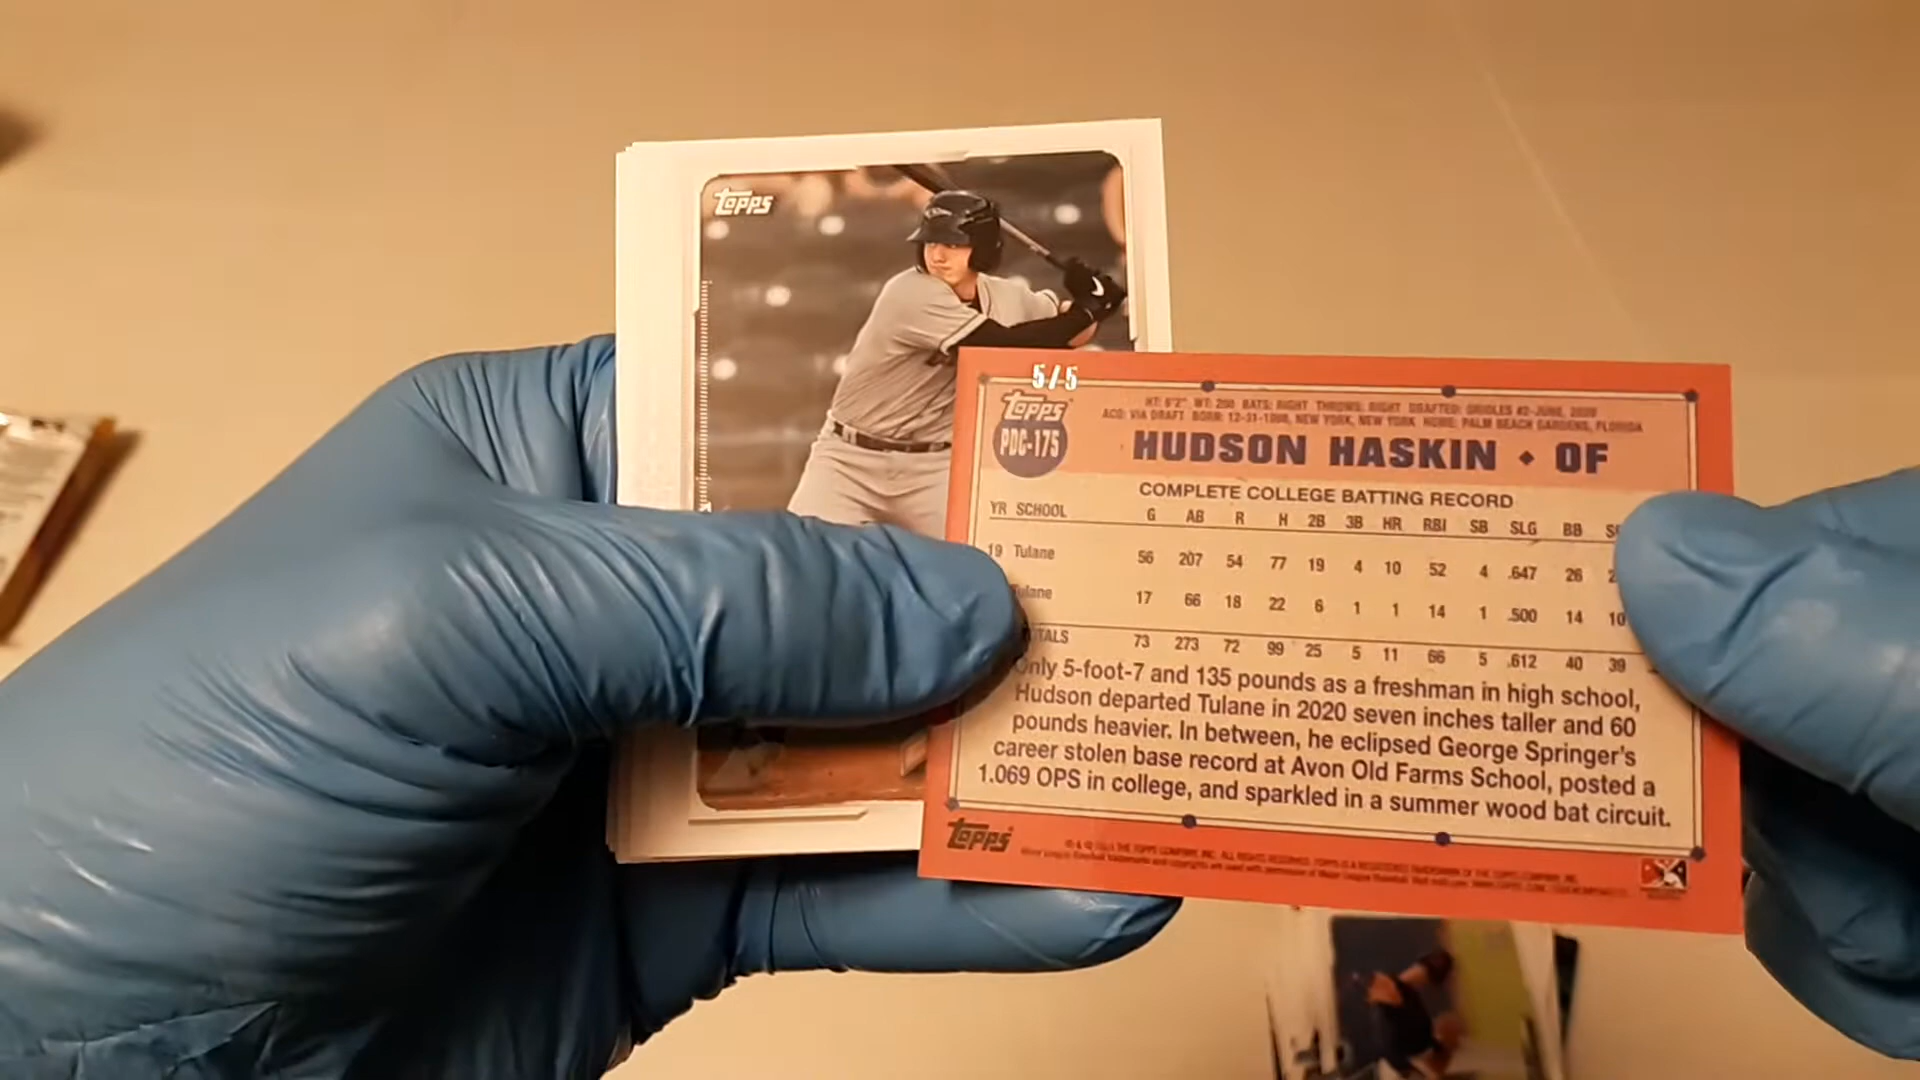 Topps
5/5
Topps
PDC-175
HT: 6'2" WT: 200 BATS: RIGHT THROWS: RIGHT DRAFTED: ORIOLES #2-JUNE, 2020
ACQ: VIA DRAFT BORN: 12-31-1998, NEW YORK, NEW YORK HOME: PALM BEACH GARDENS, FLORIDA
HUDSON HASKIN ♦ OF
COMPLETE COLLEGE BATTING RECORD
YR SCHOOL G AB R H 2B 3B HR RBI SB SLG BB
19 Tulane 56 207 54 77 19 4 10 52 4 .647 26
Tulane 17 66 18 22 6 1 1 14 1 .500 14 10
TOTALS 73 273 72 99 25 5 11 66 5 .612 40 39
Only 5-foot-7 and 135 pounds as a freshman in high school,
Hudson departed Tulane in 2020 seven inches taller and 60
pounds heavier. In between, he eclipsed George Springer's
career stolen base record at Avon Old Farms School, posted a
1.069 OPS in college, and sparkled in a summer wood bat circuit.
Topps